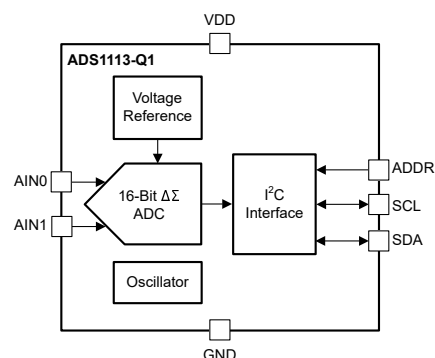 VDD
ADS1113-Q1
Voltage
Reference
AIN0
AIN1
16-Bit ΔΣ
ADC
I²C
Interface
ADDR
SCL
SDA
Oscillator
GND